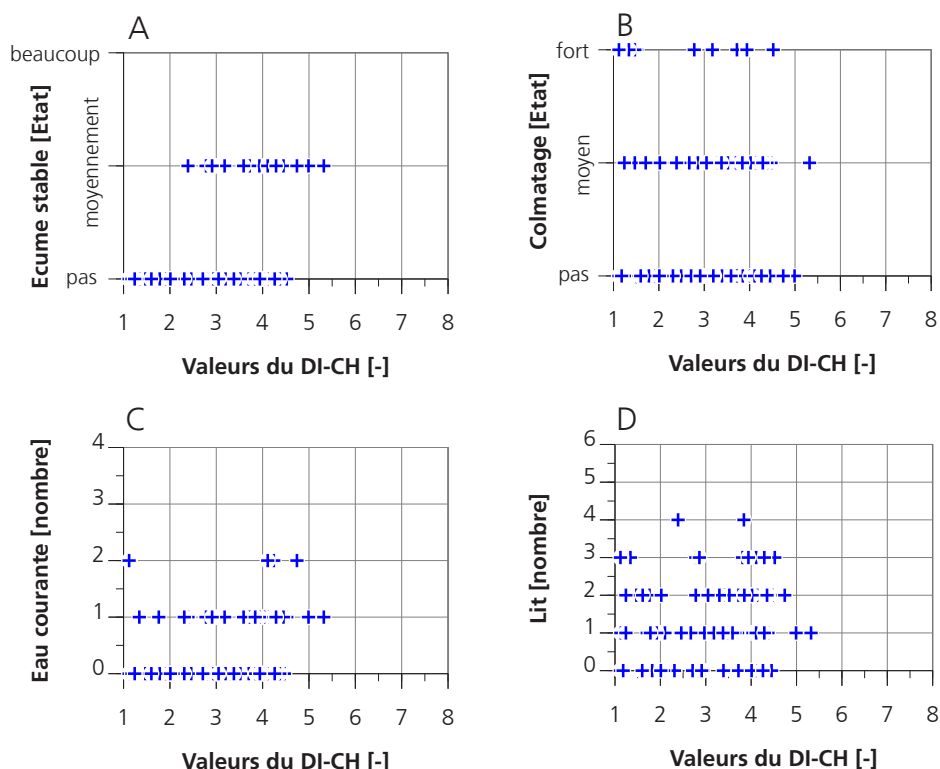 A
beaucoup
moyennement
pas
Ecume stable [Etat]
1 2 3 4 5 6 7 8
Valeurs du DI-CH [-]
B
fort
moyen
pas
Colmatage [Etat]
1 2 3 4 5 6 7 8
Valeurs du DI-CH [-]
C
4
3
2
1
0
Eau courante [nombre]
1 2 3 4 5 6 7 8
Valeurs du DI-CH [-]
D
6
5
4
3
2
1
0
Lit [nombre]
1 2 3 4 5 6 7 8
Valeurs du DI-CH [-]